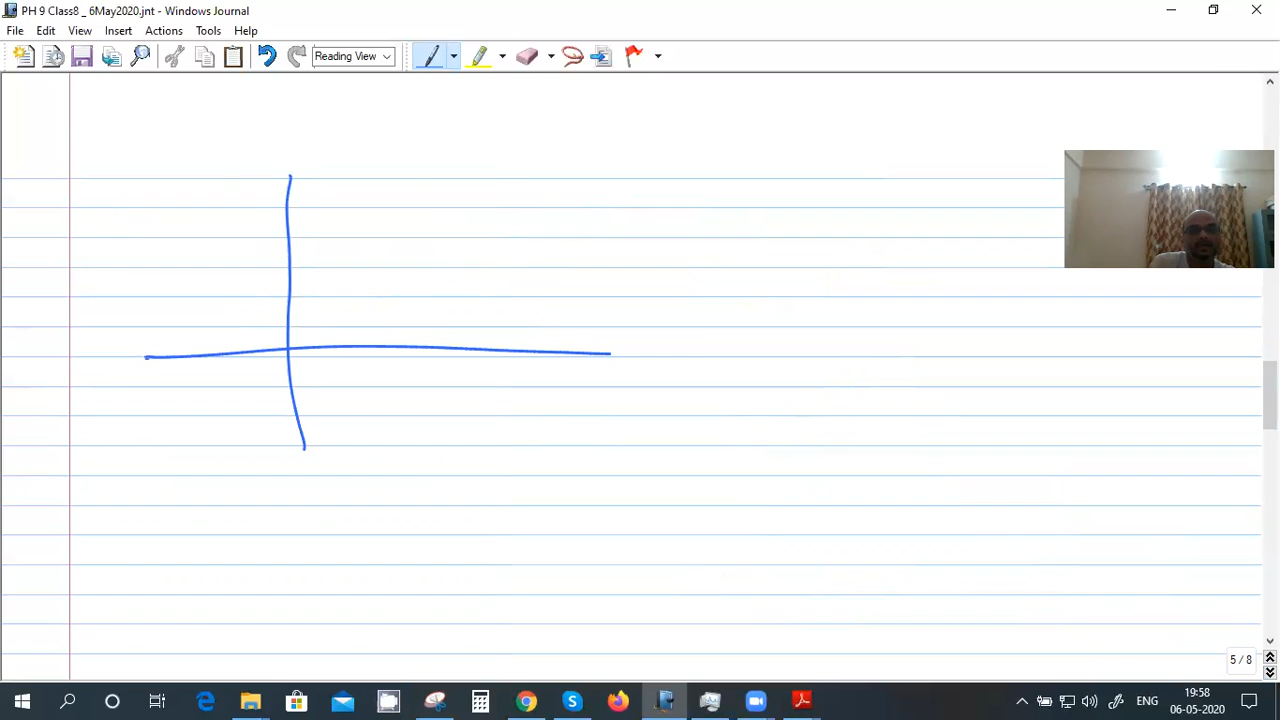 PH 9 Class8 _ 6May2020.jnt - Windows Journal
File Edit View Insert Actions Tools Help
Reading View
5 / 8
ENG
19:58
06-05-2020